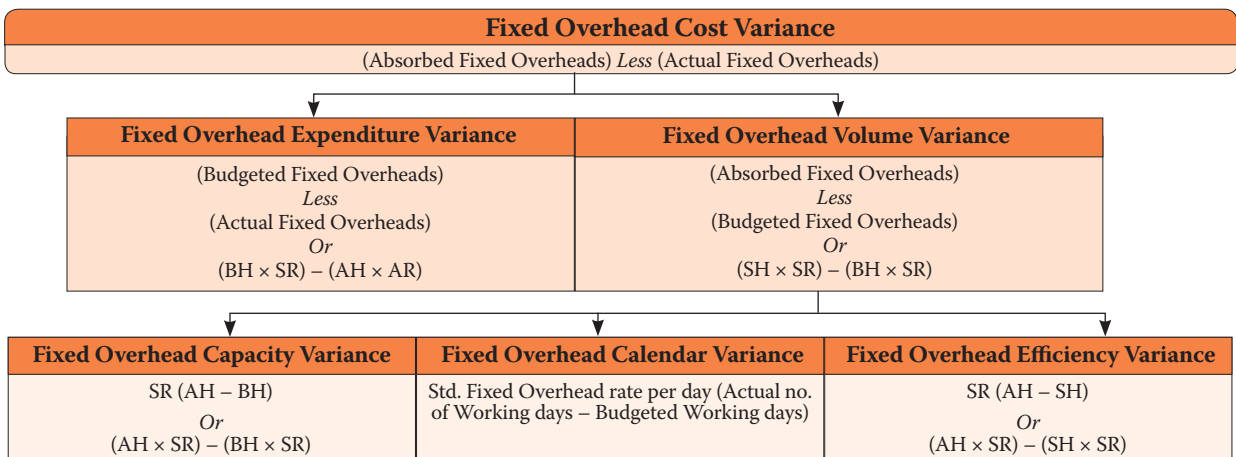 Fixed Overhead Cost Variance
(Absorbed Fixed Overheads) Less (Actual Fixed Overheads)
Fixed Overhead Expenditure Variance
(Budgeted Fixed Overheads)
Less
(Actual Fixed Overheads)
Or
(BH × SR) – (AH × AR)
Fixed Overhead Volume Variance
(Absorbed Fixed Overheads)
Less
(Budgeted Fixed Overheads)
Or
(SH × SR) – (BH × SR)
Fixed Overhead Capacity Variance
SR (AH – BH)
Or
(AH × SR) – (BH × SR)
Fixed Overhead Calendar Variance
Std. Fixed Overhead rate per day (Actual no.
of Working days – Budgeted Working days)
Fixed Overhead Efficiency Variance
SR (AH – SH)
Or
(AH × SR) – (SH × SR)